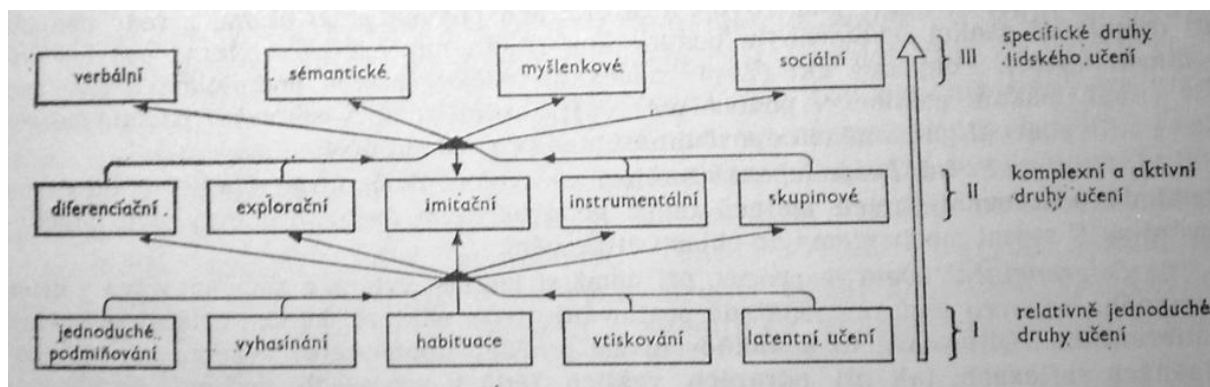 verbální
sémantické
myšlenkové
sociální
III
specifické druhy
lidského učení
diferenciační
explorační
imitační
instrumentální
skupinové
II
komplexní a aktivní
druhy učení
jednoduché
podmiňování
vyhasínání
habituace
vtiskování
latentní učení
I
relativně jednoduché
druhy učení